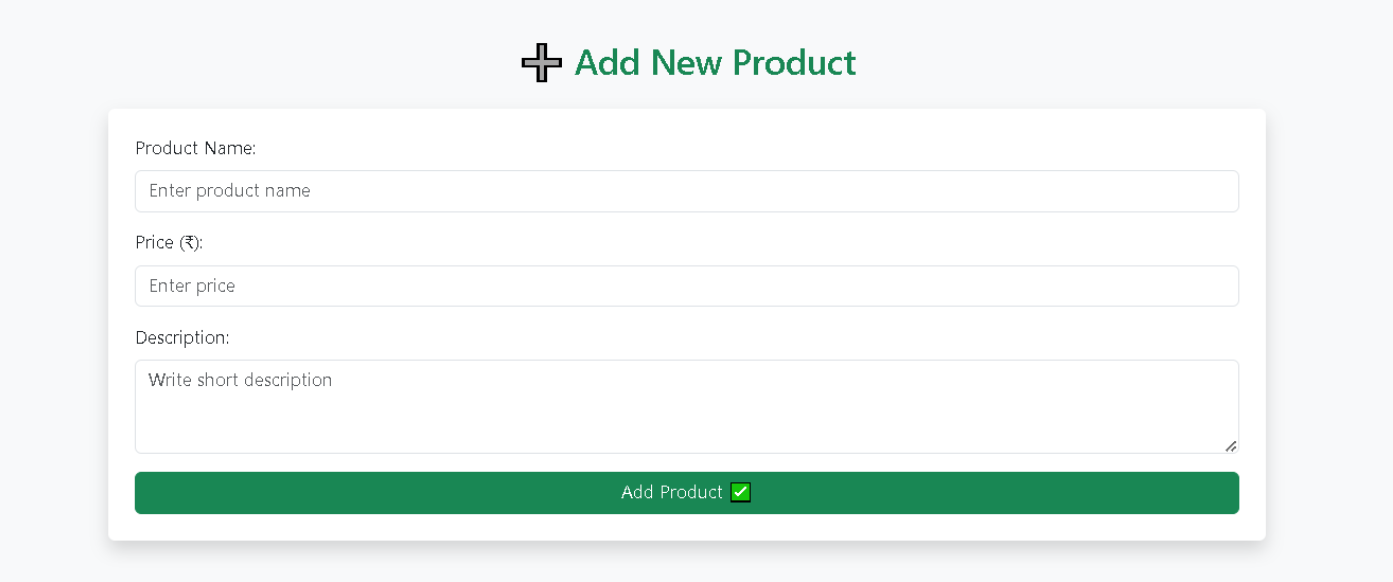 ➕ Add New Product
Product Name:
Enter product name
Price (₹):
Enter price
Description:
Write short description
Add Product ✅